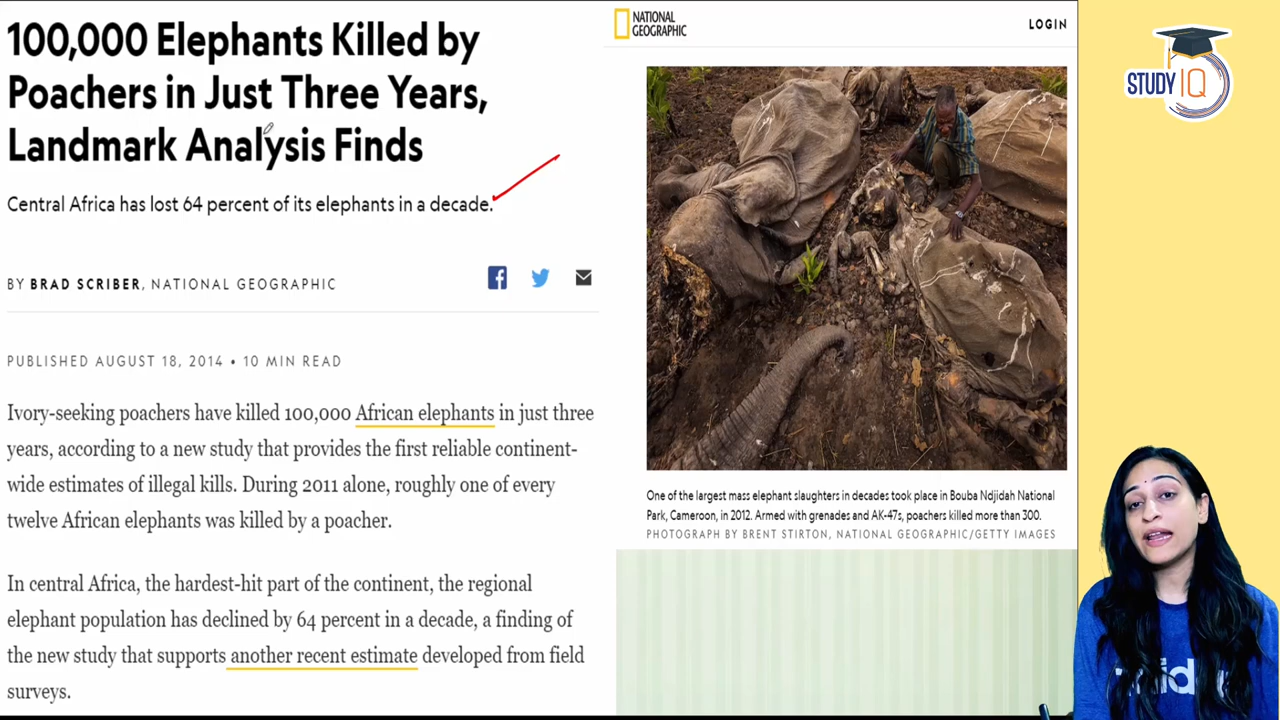 100,000 Elephants Killed by
Poachers in Just Three Years,
Landmark Analysis Finds
Central Africa has lost 64 percent of its elephants in a decade.
BY BRAD SCRIBER, NATIONAL GEOGRAPHIC
PUBLISHED AUGUST 18, 2014 • 10 MIN READ
Ivory-seeking poachers have killed 100,000 African elephants in just three
years, according to a new study that provides the first reliable continent-
wide estimates of illegal kills. During 2011 alone, roughly one of every
twelve African elephants was killed by a poacher.
In central Africa, the hardest-hit part of the continent, the regional
elephant population has declined by 64 percent in a decade, a finding of
the new study that supports another recent estimate developed from field
surveys.
NATIONAL
GEOGRAPHIC
LOGIN
One of the largest mass elephant slaughters in decades took place in Bouba Ndjidah National
Park, Cameroon, in 2012. Armed with grenades and AK-47s, poachers killed more than 300.
PHOTOGRAPH BY BRENT STIRTON, NATIONAL GEOGRAPHIC/GETTY IMAGES
STUDY IQ